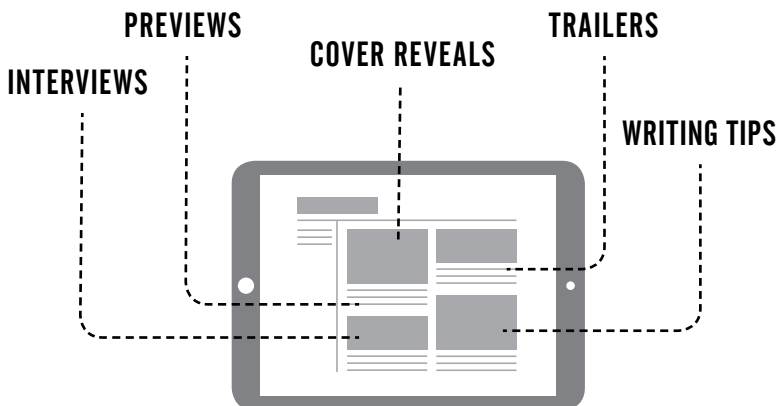 PREVIEWS
TRAILERS
COVER REVEALS
INTERVIEWS
WRITING TIPS